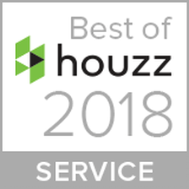 Best of
houzz
2018
SERVICE